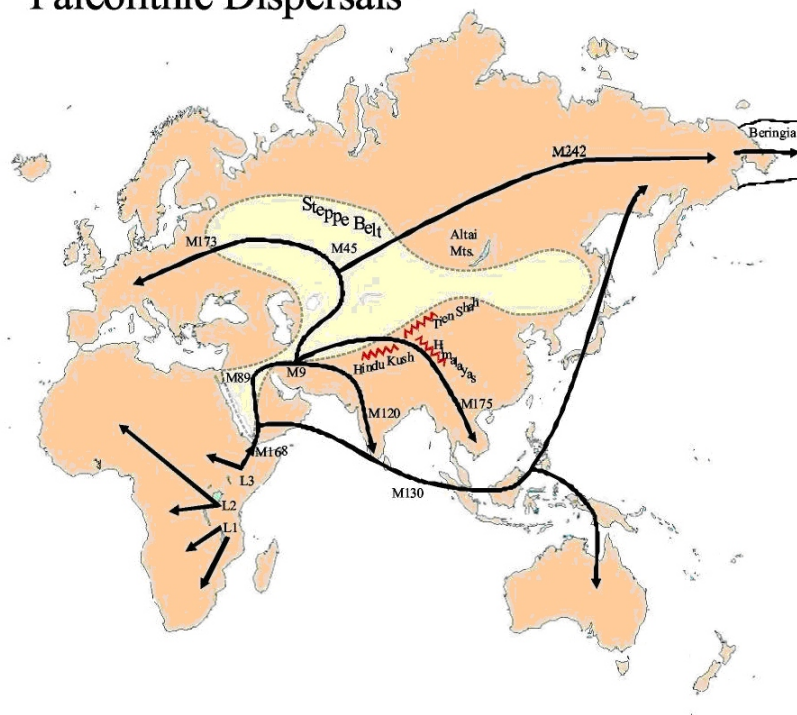 Paleolithic Dispersals
Beringia
M242
Steppe Belt
M173
M45
Altai
Mts.
Tien Shah
Himalayas
Hindu Kush
M89
M9
M120
M175
M168
L3
M130
L2
L1